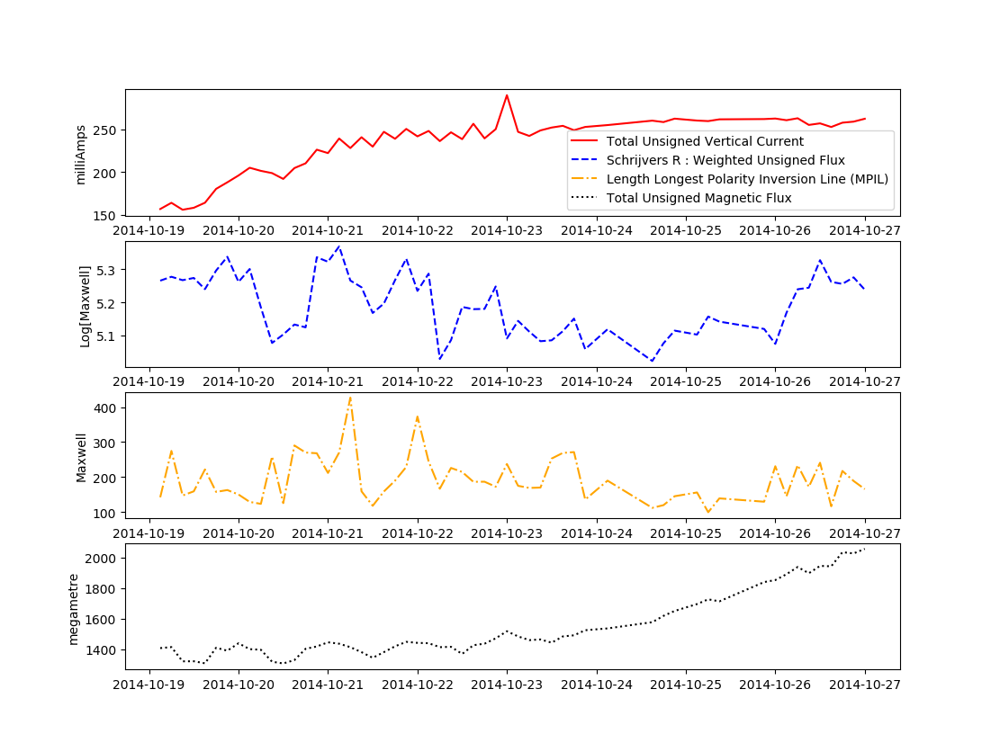 milliAmps
250
200
150
Total Unsigned Vertical Current
Schrijvers R : Weighted Unsigned Flux
Length Longest Polarity Inversion Line (MPIL)
Total Unsigned Magnetic Flux
2014-10-19 2014-10-20 2014-10-21 2014-10-22 2014-10-23 2014-10-24 2014-10-25 2014-10-26 2014-10-27
Log[Maxwell]
5.3
5.2
5.1
2014-10-19 2014-10-20 2014-10-21 2014-10-22 2014-10-23 2014-10-24 2014-10-25 2014-10-26 2014-10-27
Maxwell
400
300
200
100
2014-10-19 2014-10-20 2014-10-21 2014-10-22 2014-10-23 2014-10-24 2014-10-25 2014-10-26 2014-10-27
megametre
2000
1800
1600
1400
2014-10-19 2014-10-20 2014-10-21 2014-10-22 2014-10-23 2014-10-24 2014-10-25 2014-10-26 2014-10-27